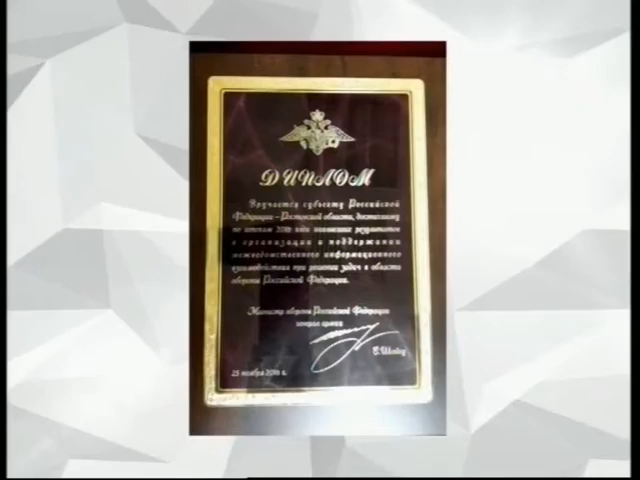 ДИПЛОМ
Вручается субъекту Российской
Федерации – Ростовской области, достигшему
по итогам 2016 года наивысших результатов
в организации и поддержании
межведомственного информационного
взаимодействия при решении задач в области
обороны Российской Федерации.
Министр обороны Российской Федерации
генерал армии
С.Шойгу
25 ноября 2016 г.